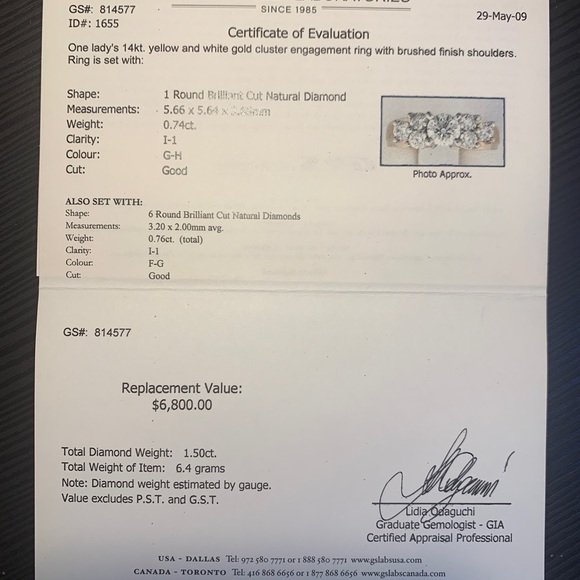 SINCE 1985
GS#: 814577
ID#: 1655
29-May-09
Certificate of Evaluation
One lady's 14kt. yellow and white gold cluster engagement ring with brushed finish shoulders.
Ring is set with:
Shape: 1 Round Brilliant Cut Natural Diamond
Measurements: 5.66 x 5.64 x
Weight: 0.74ct.
Clarity: I-1
Colour: G-H
Cut: Good
Photo Approx.
ALSO SET WITH:
Shape: 6 Round Brilliant Cut Natural Diamonds
Measurements: 3.20 x 2.00mm avg.
Weight: 0.76ct. (total)
Clarity: I-1
Colour: F-G
Cut: Good
GS#: 814577
Replacement Value:
$6,800.00
Total Diamond Weight: 1.50ct.
Total Weight of Item: 6.4 grams
Note: Diamond weight estimated by gauge.
Value excludes P.S.T. and G.S.T.
Lidia Odaguchi
Graduate Gemologist - GIA
Certified Appraisal Professional
USA - DALLAS Tel: 972 580 7771 or 1 888 580 7771 www.gslabsusa.com
CANADA - TORONTO Tel: 416 868 6656 or 1 877 868 6656 www.gslabscanada.com